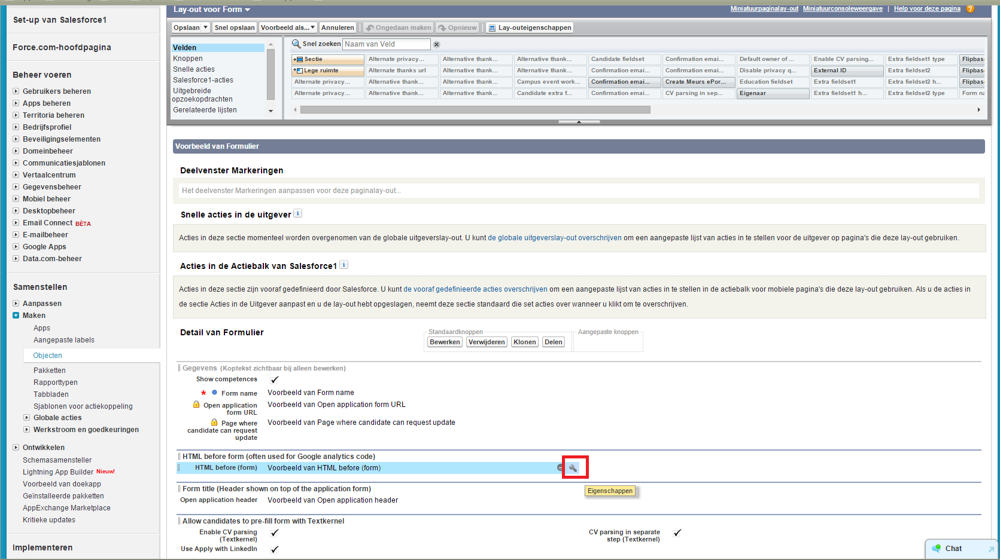 Set-up van Salesforce1
Force.com-hoofdpagina
Beheer voeren
Gebruikers beheren
Apps beheren
Territoria beheren
Bedrijfsprofiel
Beveiligingselementen
Domeinbeheer
Communicatiesjablonen
Vertaalcentrum
Gegevensbeheer
Mobiel beheer
Desktopbeheer
Email Connect BÈTA
E-mailbeheer
Google Apps
Data.com-beheer
Samenstellen
Aanpassen
Maken
Apps
Aangepaste labels
Objecten
Pakketten
Rapporttypen
Tabbladen
Sjablonen voor actiekoppeling
Globale acties
Werkstroom en goedkeuringen
Ontwikkelen
Schemasamensteller
Lightning App Builder Nieuw!
Voorbeeld van doekapp
Geïnstalleerde pakketten
AppExchange Marketplace
Kritieke updates
Implementeren
Lay-out voor Form
Miniatuurpaginalay-out Miniatuurconsoleweergave | Help voor deze pagina ?
Opslaan Snel opslaan Voorbeeld als... Annuleren Ongedaan maken Opnieuw Lay-outeigenschappen
Velden
Knoppen
Snelle acties
Salesforce1-acties
Uitgebreide
opzoekopdrachten
Gerelateerde lijsten
Snel zoeken Naam van Veld
Sectie Alternate privacy... Alternative thank... Alternative thank... Candidate fieldset Confirmation emai... Default owner of ... Enable CV parsing... Extra fieldset1 type Flipbas
Lege ruimte Alternate thanks url Alternative thank... Alternative thank... Confirmation emai... Confirmation emai... Disable privacy q... External ID Extra fieldset2 Flipbas
Alternate privacy... Alternative thank... Alternative thank... Campus event work... Confirmation emai... Create Meurs ePor... Education fieldset Extra fieldset1 Extra fieldset2 h... Flipbas
Alternate privacy... Alternative thank... Alternative thank... Candidate extra f... Confirmation emai... CV parsing in sep... Eigenaar Extra fieldset1 h... Extra fieldset2 type Form na
Voorbeeld van Formulier
Deelvenster Markeringen
Het deelvenster Markeringen aanpassen voor deze paginalay-out...
Snelle acties in de uitgever i
Acties in deze sectie momenteel worden overgenomen van de globale uitgeverslay-out. U kunt de globale uitgeverslay-out overschrijven om een aangepaste lijst van acties in te stellen voor de uitgever op pagina's die deze lay-out gebruiken.
Acties in de Actiebalk van Salesforce1 i
Acties in deze sectie zijn vooraf gedefinieerd door Salesforce. U kunt de vooraf gedefinieerde acties overschrijven om een aangepaste lijst van acties in te stellen in de actiebalk voor mobiele pagina's die deze lay-out gebruiken. Als u de acties in
de sectie Acties in de Uitgever aanpast en u de lay-out hebt opgeslagen, neemt deze sectie standaard die set acties over wanneer u klikt om te overschrijven.
Detail van Formulier
Standaardknoppen Aangepaste knoppen
Bewerken Verwijderen Klonen Delen
Gegevens (Koptekst zichtbaar bij alleen bewerken)
Show competences
* Form name Voorbeeld van Form name
Open application
form URL
Voorbeeld van Open application form URL
Page where
candidate can request
update
Voorbeeld van Page where candidate can request update
HTML before form (often used for Google analytics code)
HTML before (form) Voorbeeld van HTML before (form)
Eigenschappen
Form title (Header shown on top of the application form)
Open application header Voorbeeld van Open application header
Allow candidates to pre-fill form with Textkernel
Enable CV parsing
(Textkernel)
CV parsing in separate
step (Textkernel)
Use Apply with LinkedIn
Chat